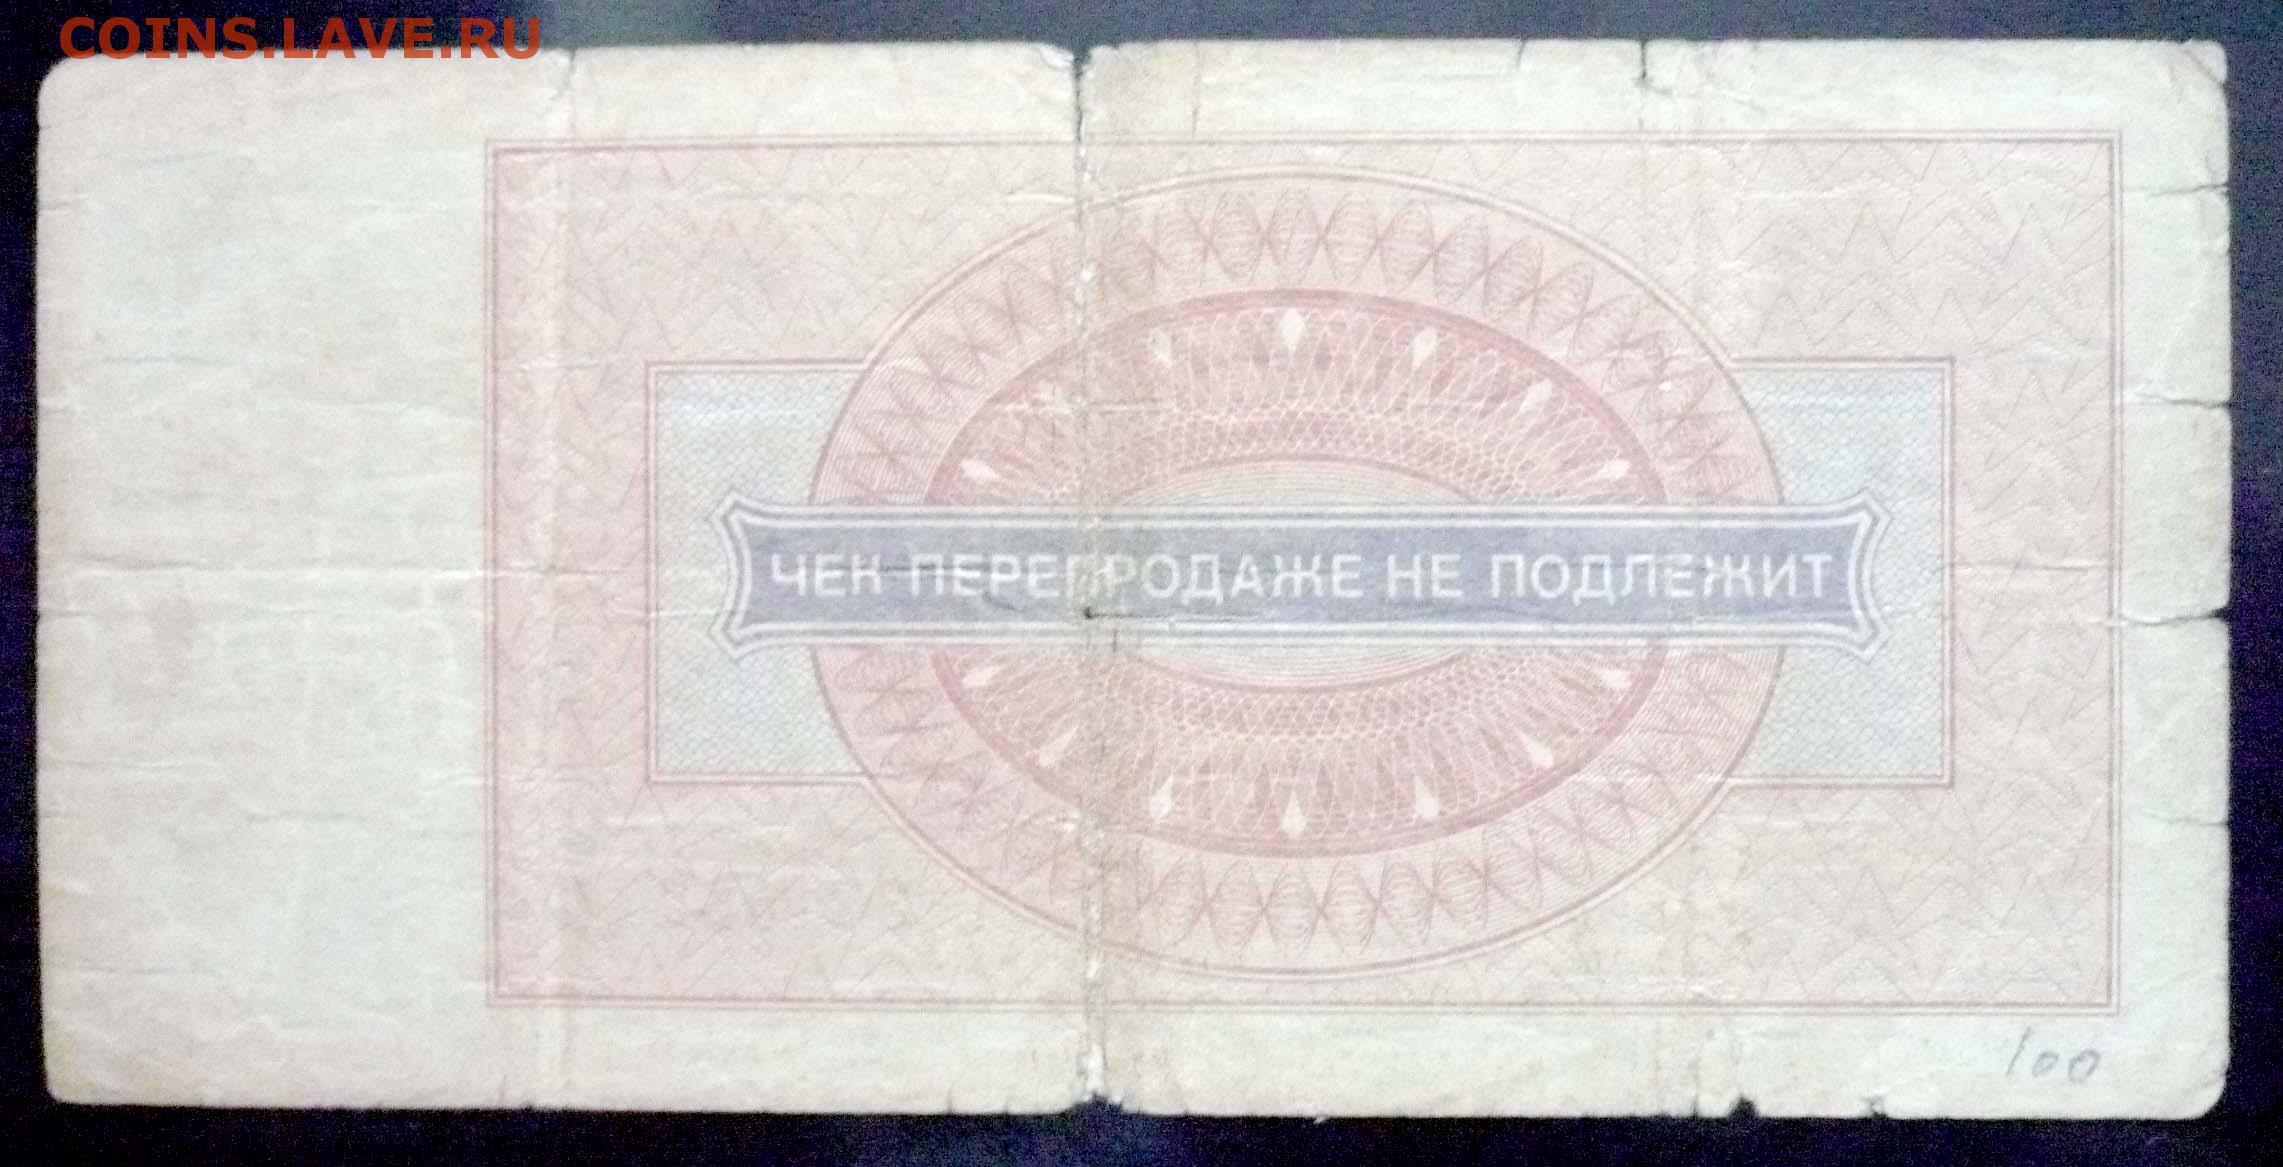 COINS.LAVE.RU
ЧЕК ПЕРЕПРОДАЖЕ НЕ ПОДЛЕЖИТ
100